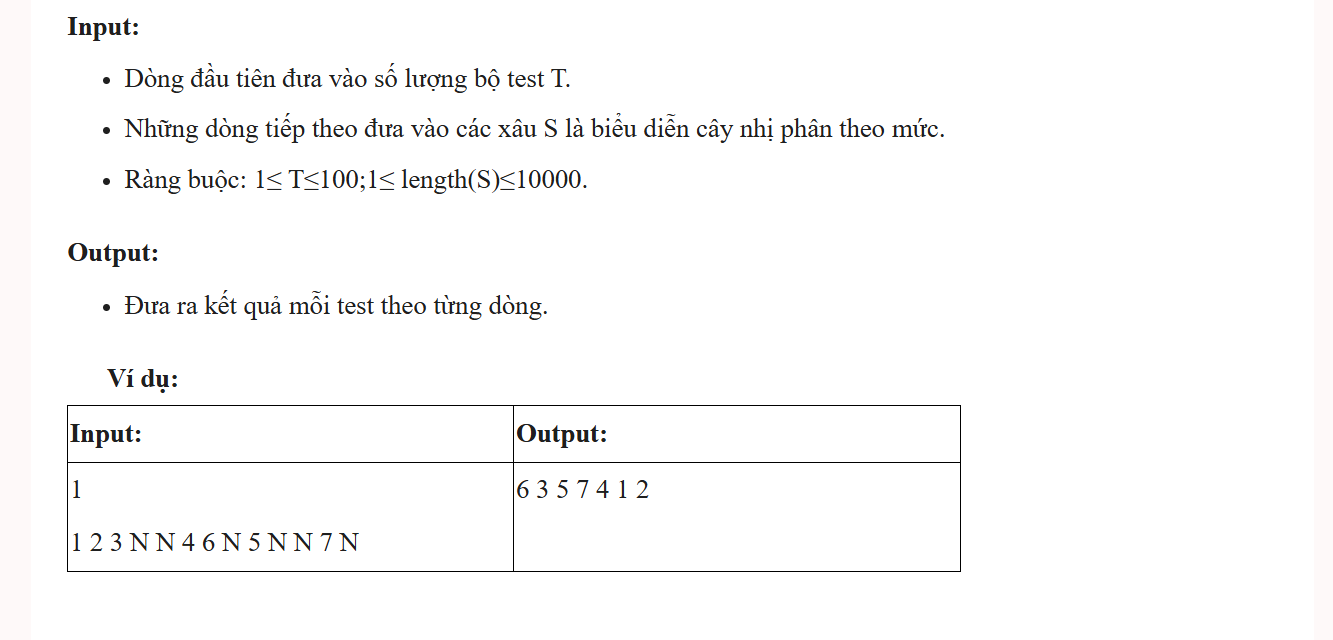 Input:
Dòng đầu tiên đưa vào số lượng bộ test T.
Những dòng tiếp theo đưa vào các xâu S là biểu diễn cây nhị phân theo mức.
Ràng buộc: 1≤ T≤100;1≤ length(S)≤10000.
Output:
Đưa ra kết quả mỗi test theo từng dòng.
Ví dụ:
Input: Output:
1 6 3 5 7 4 1 2
1 2 3 N N 4 6 N 5 N N 7 N